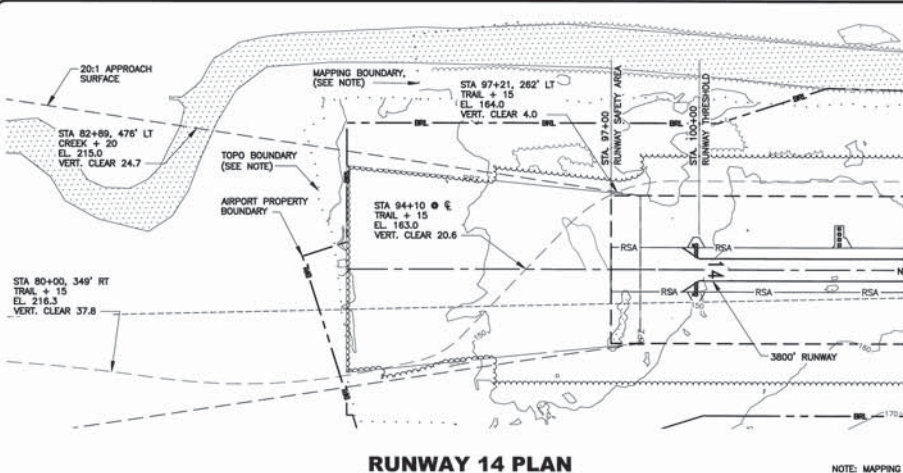 20:1 APPROACH
SURFACE
MAPPING BOUNDARY,
(SEE NOTE)
STA 97+21, 262' LT
TRAIL + 15
EL. 164.0
VERT. CLEAR 4.0
STA. 97+00
RUNWAY SAFETY AREA
STA. 100+00
RUNWAY THRESHOLD
BRL
BRL
BRL
BRL
STA 82+89, 476' LT
CREEK + 20
EL. 215.0
VERT. CLEAR 24.7
TOPO BOUNDARY
(SEE NOTE)
AIRPORT PROPERTY
BOUNDARY
STA 94+10 @ ℄
TRAIL + 15
EL. 163.0
VERT. CLEAR 20.6
RSA
RSA
14
N
STA 80+00, 349' RT
TRAIL + 15
EL. 216.3
VERT. CLEAR 37.8
RSA
RSA
150
150
160
3800' RUNWAY
BRL
170
RUNWAY 14 PLAN
NOTE: MAPPING